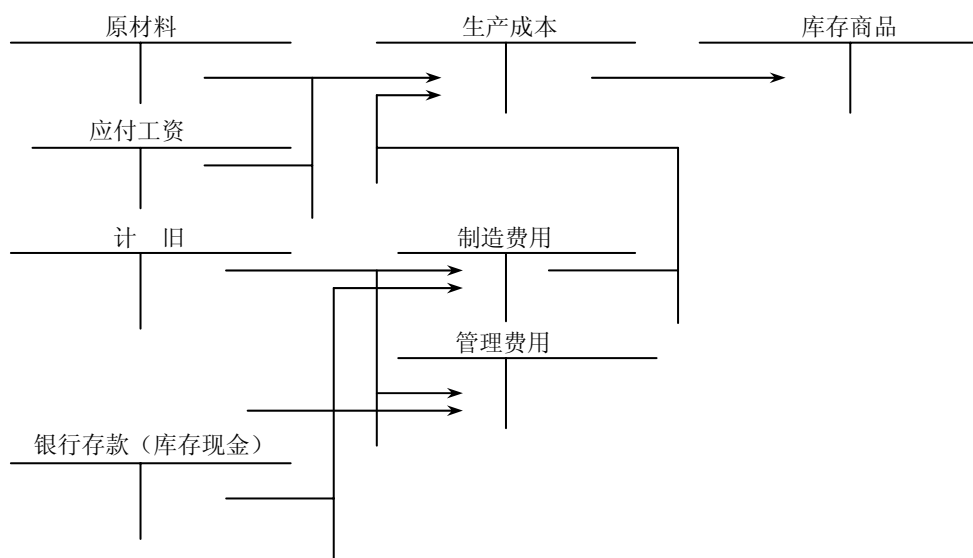 原材料
生产成本
库存商品
应付工资
计 旧
制造费用
管理费用
银行存款（库存现金）